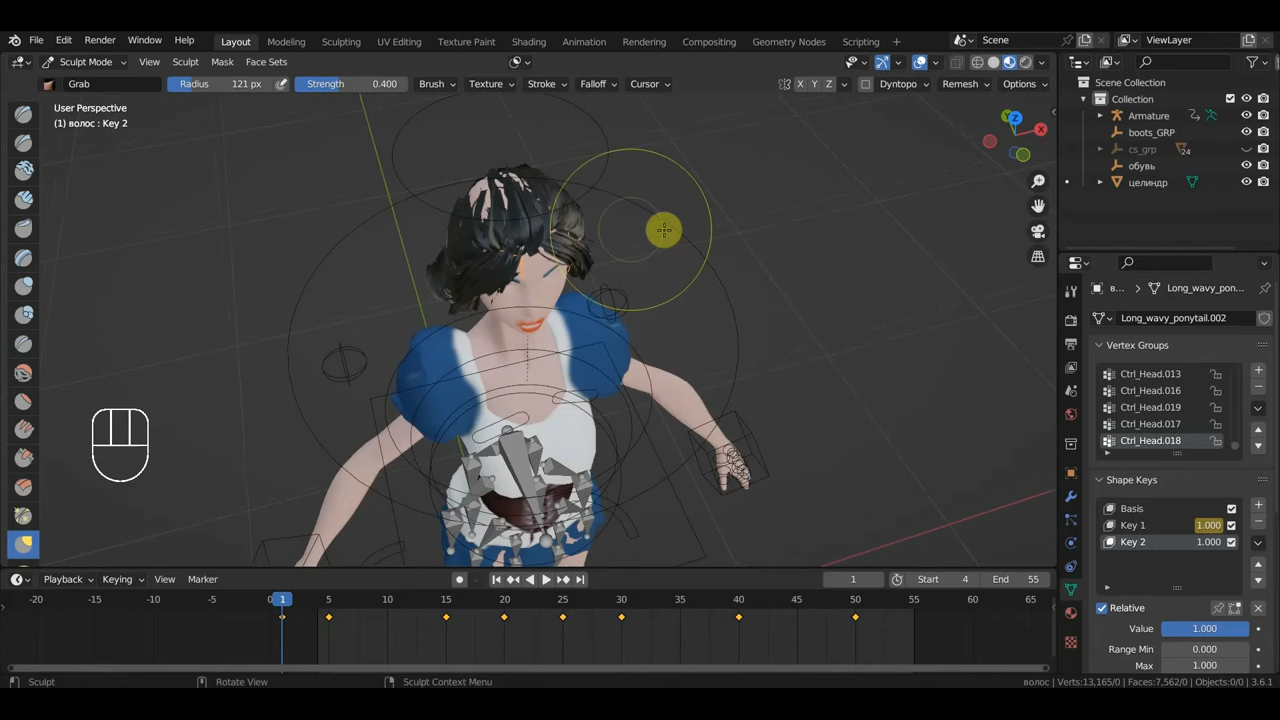 File Edit Render Window Help Layout Modeling Sculpting UV Editing Texture Paint Shading Animation Rendering Compositing Geometry Nodes Scripting + Scene ViewLayer
Sculpt Mode View Sculpt Mask Face Sets
Grab Radius 121 px Strength 0.400 Brush Texture Stroke Falloff Cursor X Y Z Dyntopo Remesh Options
User Perspective
(1) волос : Key 2
Z
Y
X
Scene Collection
Collection
Armature
boots_GRP
cs_grp 24
обувь
целиндр
в... Long_wavy_pon...
Long_wavy_ponytail.002
Vertex Groups
Ctrl_Head.013
Ctrl_Head.016
Ctrl_Head.019
Ctrl_Head.017
Ctrl_Head.018
Shape Keys
Basis
Key 1 1.000
Key 2 1.000
Relative
Value 1.000
Range Min 0.000
Max 1.000
Playback Keying View Marker 1 Start 4 End 55
-20 -15 -10 -5 0 1 5 10 15 20 25 30 35 40 45 50 55 60 65
Sculpt Rotate View Sculpt Context Menu волос | Verts:13,165/0 | Faces:7,562/0 | Objects:0/0 | 3.6.1